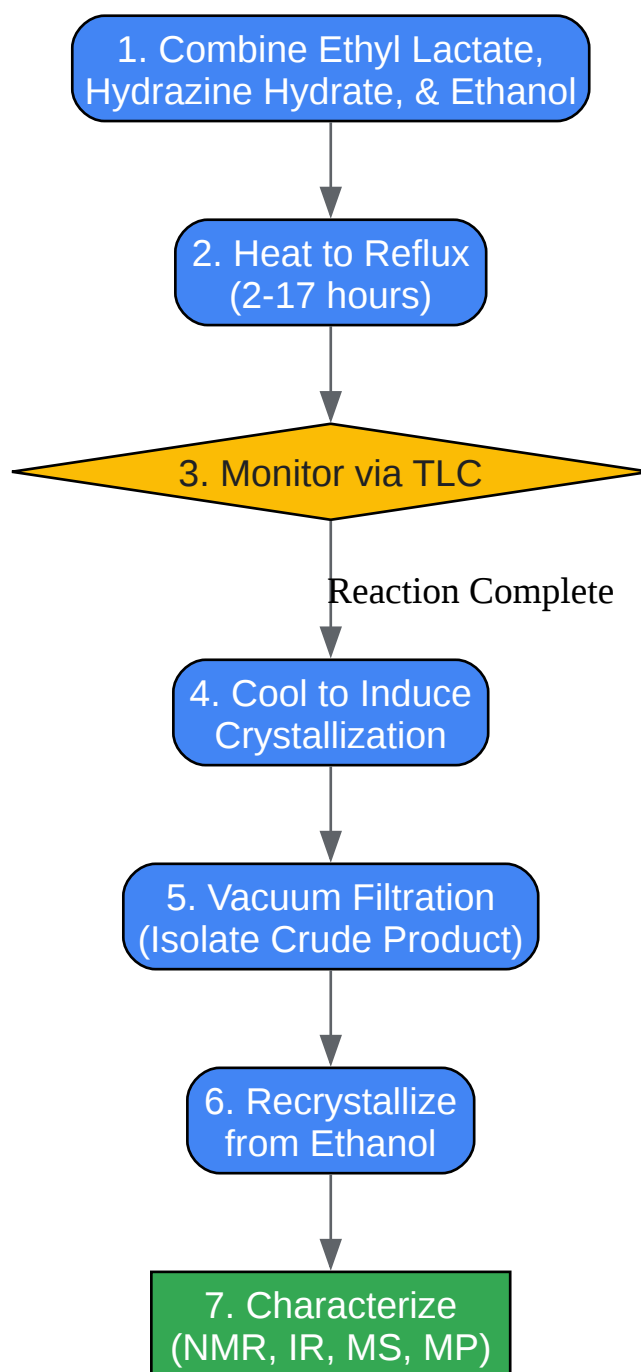 1. Combine Ethyl Lactate,
Hydrazine Hydrate, & Ethanol
2. Heat to Reflux
(2-17 hours)
3. Monitor via TLC
Reaction Complete
4. Cool to Induce
Crystallization
5. Vacuum Filtration
(Isolate Crude Product)
6. Recrystallize
from Ethanol
7. Characterize
(NMR, IR, MS, MP)